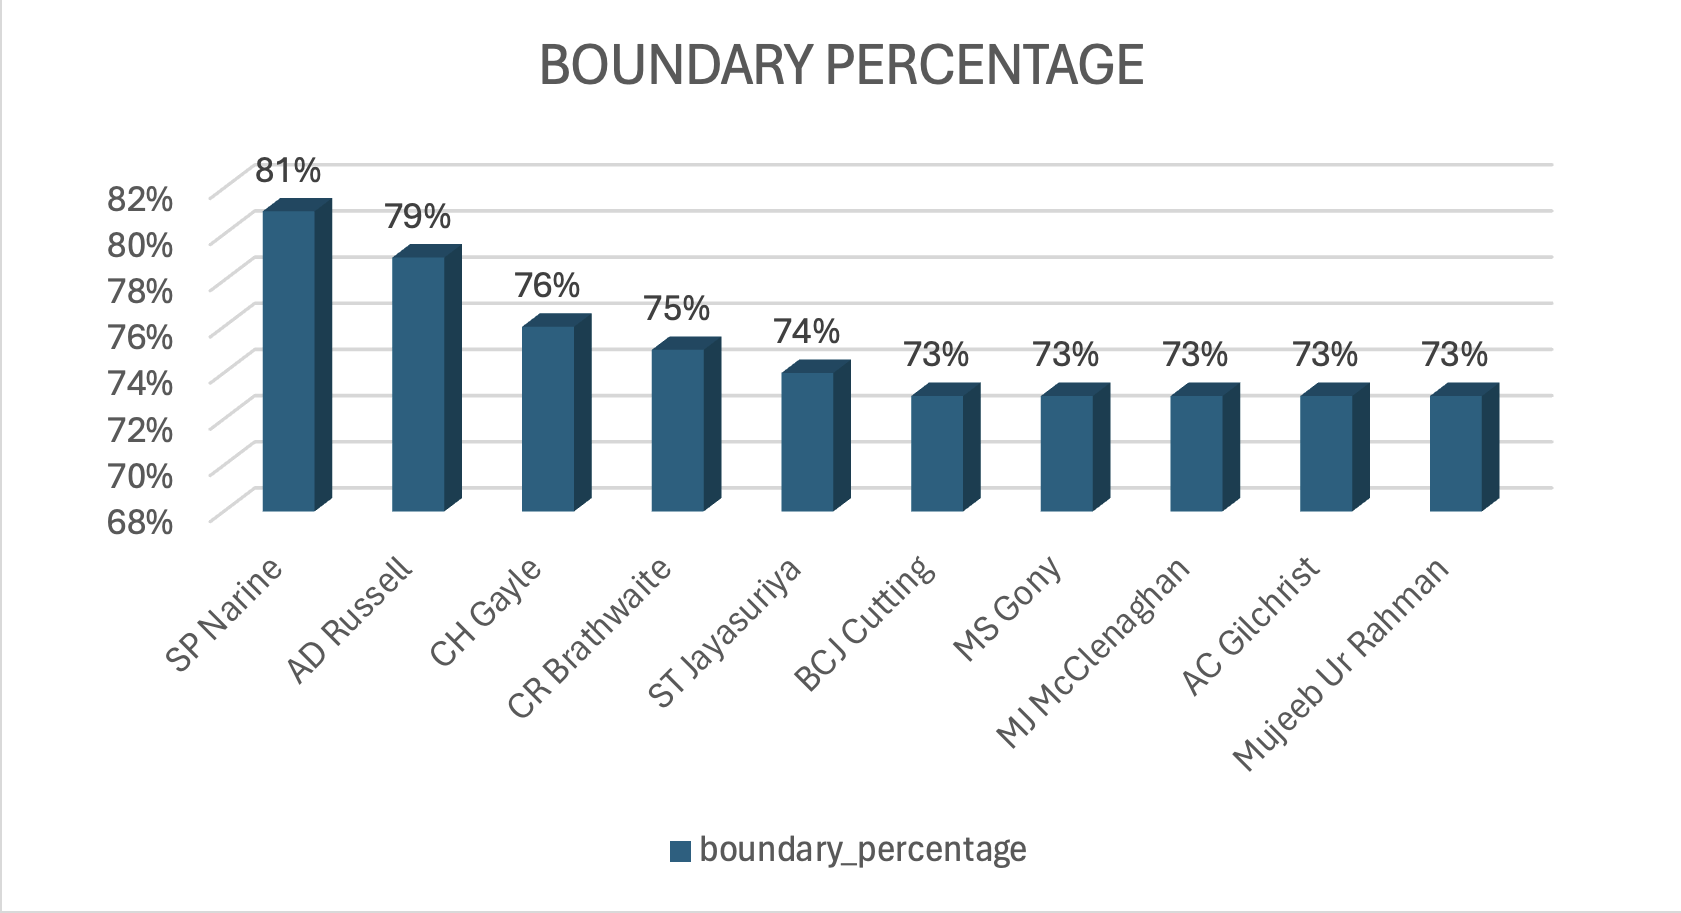 BOUNDARY PERCENTAGE
82%
80%
78%
76%
74%
72%
70%
68%
81%
79%
76%
75%
74%
73%
73%
73%
73%
73%
SP Narine
AD Russell
CH Gayle
CR Brathwaite
ST Jayasuriya
BCJ Cutting
MS Gony
MJ McClenaghan
AC Gilchrist
Mujeeb Ur Rahman
boundary_percentage